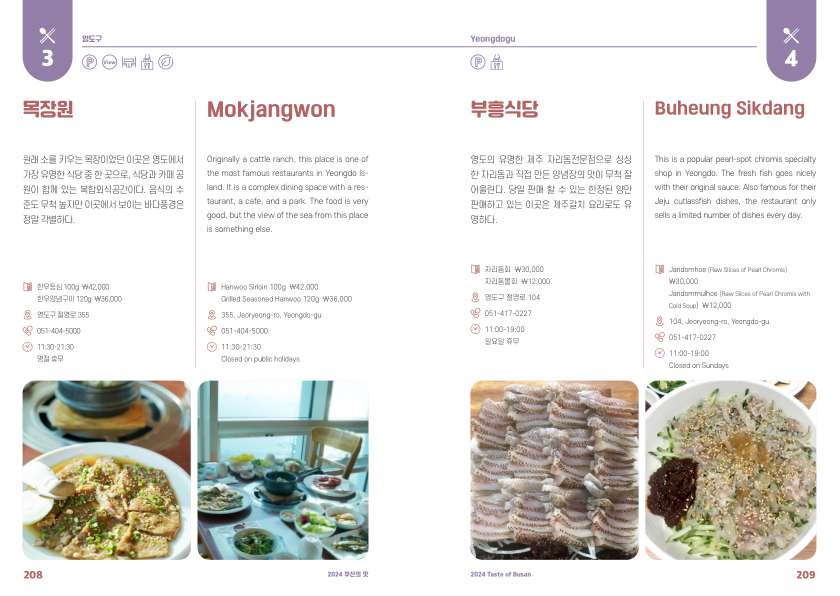 3
영도구
View
목장원
원래 소를 키우는 목장이었던 이곳은 영도에서
가장 유명한 식당 중 한 곳으로, 식당과 카페 공
원이 함께 있는 복합외식공간이다. 음식의 수
준도 무척 높지만 이곳에서 보이는 바다풍경은
정말 각별하다.
한우등심 100g ₩42,000
한우양념구이 120g ₩36,000
영도구 절영로 355
051-404-5000
11:30-21:30
명절 휴무
Mokjangwon
Originally a cattle ranch, this place is one of
the most famous restaurants in Yeongdo Is-
land. It is a complex dining space with a res-
taurant, a cafe, and a park. The food is very
good, but the view of the sea from this place
is something else.
Hanwoo Sirloin 100g ₩42,000
Grilled Seasoned Hanwoo 120g ₩36,000
355, Jeoryeong-ro, Yeongdo-gu
051-404-5000
11:30-21:30
Closed on public holidays
208
2024 부산의 맛
Yeongdogu
4
부흥식당
영도의 유명한 제주 자리돔전문점으로 싱싱
한 자리돔과 직접 만든 양념장의 맛이 무척 잘
어울린다. 당일 판매 할 수 있는 한정된 양만
판매하고 있는 이곳은 제주갈치 요리로도 유
명하다.
자리돔회 ₩30,000
자리돔물회 ₩12,000
영도구 절영로 104
051-417-0227
11:00-19:00
일요일 휴무
Buheung Sikdang
This is a popular pearl-spot chromis specialty
shop in Yeongdo. The fresh fish goes nicely
with their original sauce. Also famous for their
Jeju cutlassfish dishes, the restaurant only
sells a limited number of dishes every day.
Jaridomhoe (Raw Slices of Pearl Chromis)
₩30,000
Jaridommulhoe (Raw Slices of Pearl Chromis with
Cold Soup) ₩12,000
104, Jeoryeong-ro, Yeongdo-gu
051-417-0227
11:00-19:00
Closed on Sundays
2024 Taste of Busan
209